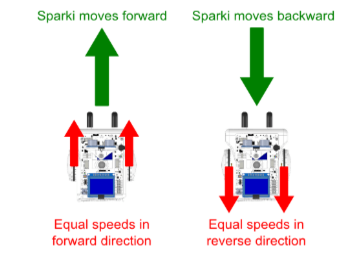 Sparki moves forward
Sparki moves backward
Equal speeds in
forward direction
Equal speeds in
reverse direction